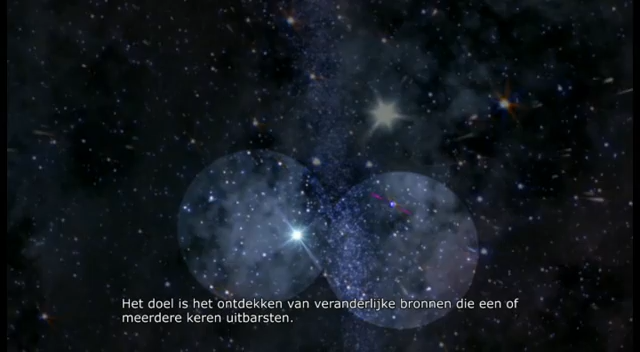 Het doel is het ontdekken van veranderlijke bronnen die een of
meerdere keren uitbarsten.